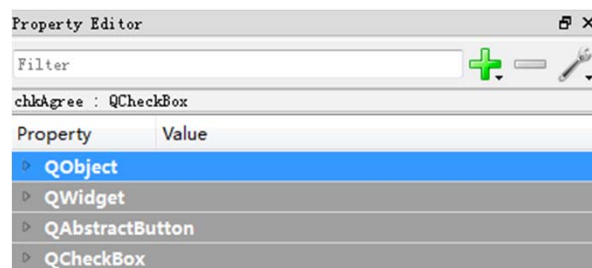 Property Editor
Filter
chkAgree : QCheckBox
Property Value
QObject
QWidget
QAbstractButton
QCheckBox